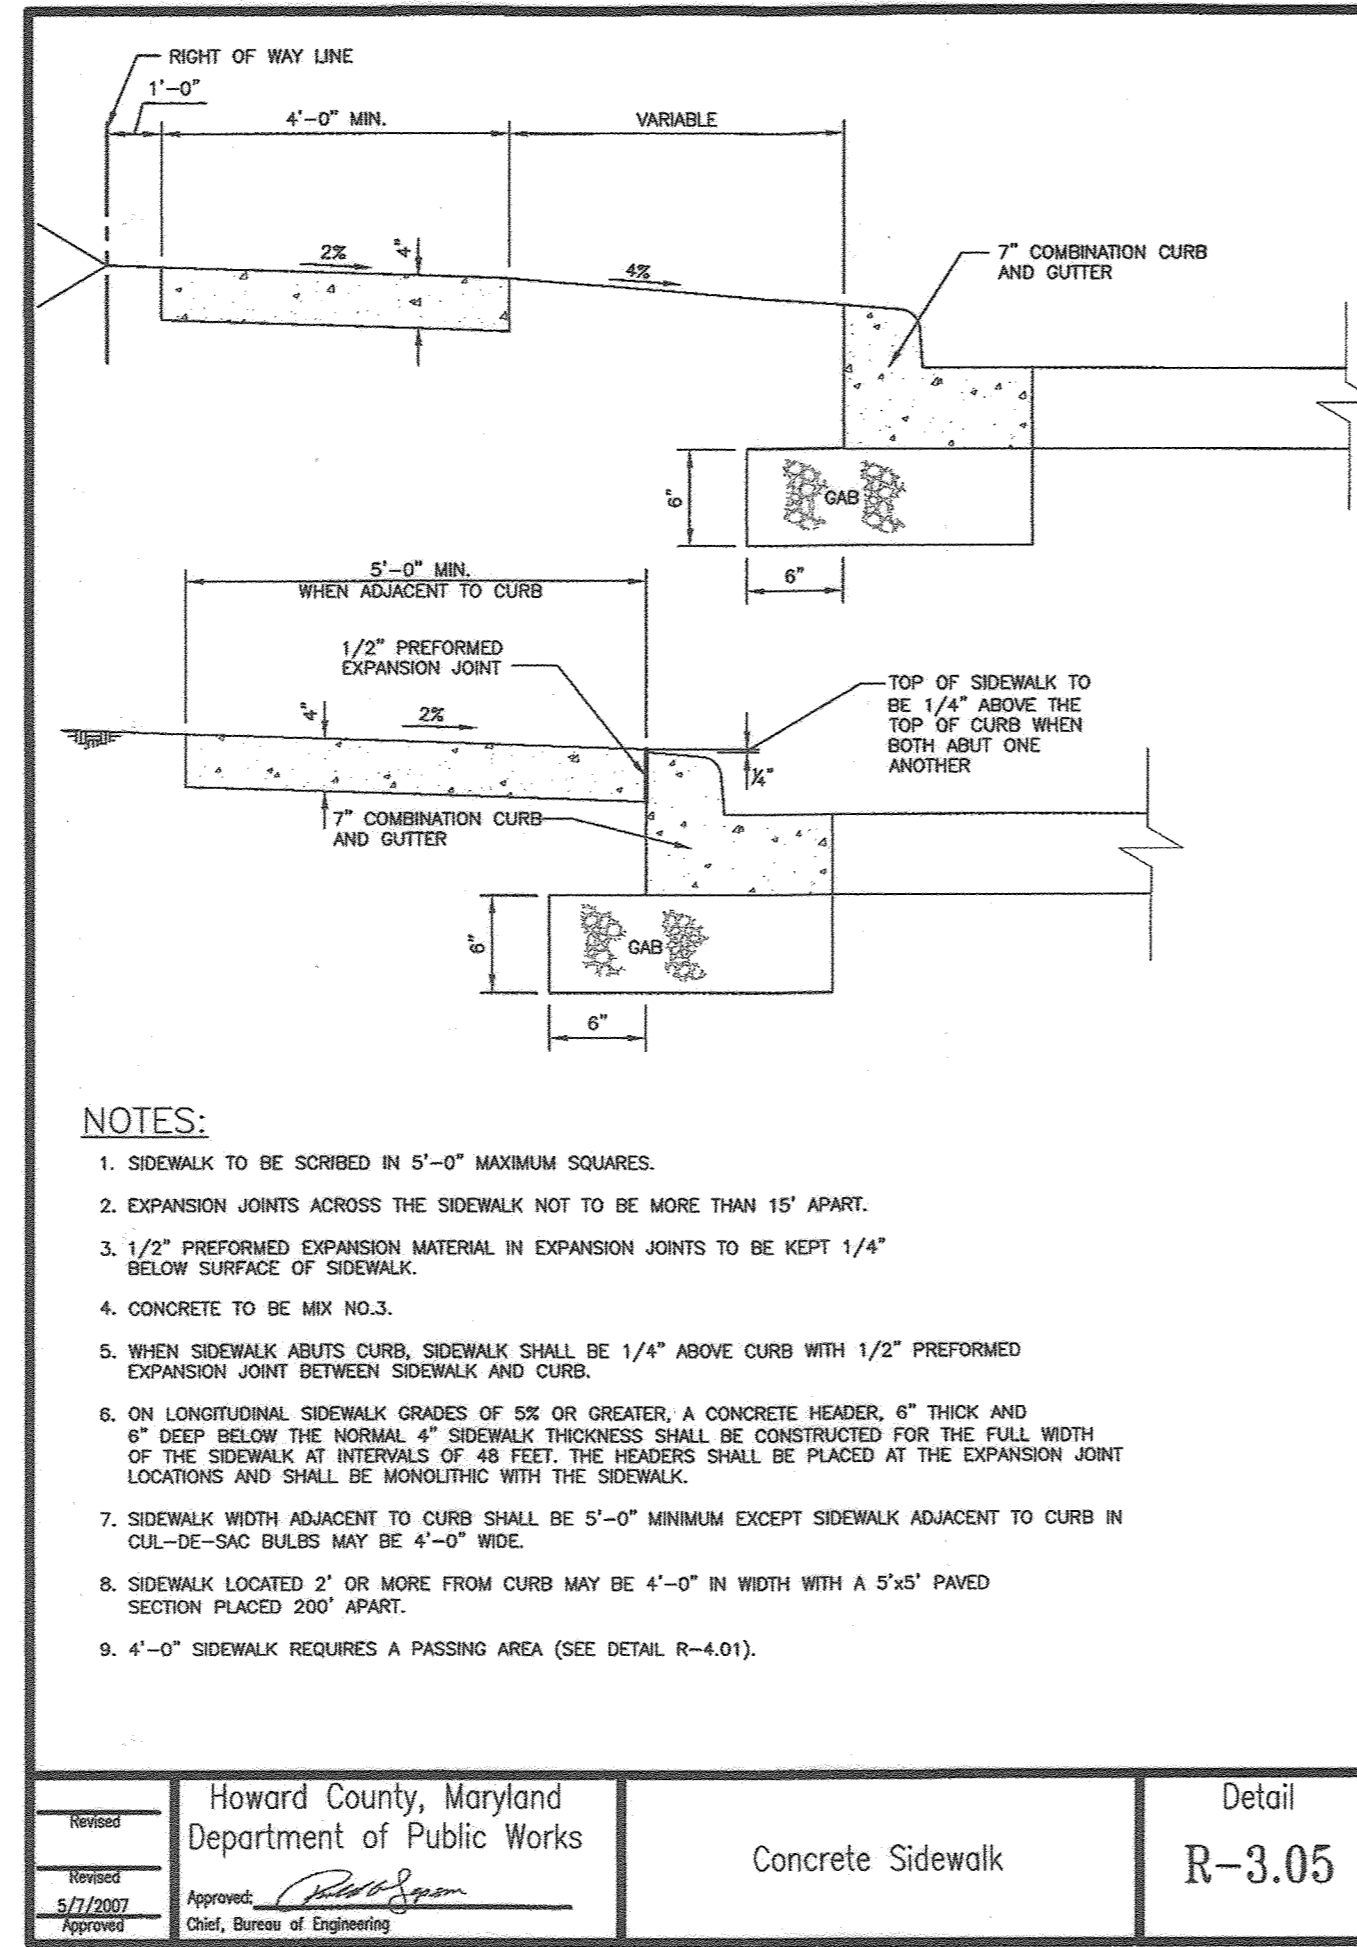 RIGHT OF WAY LINE
1'-0"
4'-0" MIN.
VARIABLE
2%
4"
4%
7" COMBINATION CURB
AND GUTTER
6"
GAB
6"
5'-0" MIN.
WHEN ADJACENT TO CURB
1/2" PREFORMED
EXPANSION JOINT
TOP OF SIDEWALK TO
BE 1/4" ABOVE THE
TOP OF CURB WHEN
BOTH ABUT ONE
ANOTHER
4"
2%
1/4"
7" COMBINATION CURB
AND GUTTER
6"
GAB
6"
NOTES:
1. SIDEWALK TO BE SCRIBED IN 5'-0" MAXIMUM SQUARES.
2. EXPANSION JOINTS ACROSS THE SIDEWALK NOT TO BE MORE THAN 15' APART.
3. 1/2" PREFORMED EXPANSION MATERIAL IN EXPANSION JOINTS TO BE KEPT 1/4"
BELOW SURFACE OF SIDEWALK.
4. CONCRETE TO BE MIX NO.3.
5. WHEN SIDEWALK ABUTS CURB, SIDEWALK SHALL BE 1/4" ABOVE CURB WITH 1/2" PREFORMED
EXPANSION JOINT BETWEEN SIDEWALK AND CURB.
6. ON LONGITUDINAL SIDEWALK GRADES OF 5% OR GREATER, A CONCRETE HEADER, 6" THICK AND
6" DEEP BELOW THE NORMAL 4" SIDEWALK THICKNESS SHALL BE CONSTRUCTED FOR THE FULL WIDTH
OF THE SIDEWALK AT INTERVALS OF 48 FEET. THE HEADERS SHALL BE PLACED AT THE EXPANSION JOINT
LOCATIONS AND SHALL BE MONOLITHIC WITH THE SIDEWALK.
7. SIDEWALK WIDTH ADJACENT TO CURB SHALL BE 5'-0" MINIMUM EXCEPT SIDEWALK ADJACENT TO CURB IN
CUL-DE-SAC BULBS MAY BE 4'-0" WIDE.
8. SIDEWALK LOCATED 2' OR MORE FROM CURB MAY BE 4'-0" IN WIDTH WITH A 5'x5' PAVED
SECTION PLACED 200' APART.
9. 4'-0" SIDEWALK REQUIRES A PASSING AREA (SEE DETAIL R-4.01).
Revised
Revised
5/7/2007
Approved
Howard County, Maryland
Department of Public Works
Approved:
Chief, Bureau of Engineering
Concrete Sidewalk
Detail
R-3.05